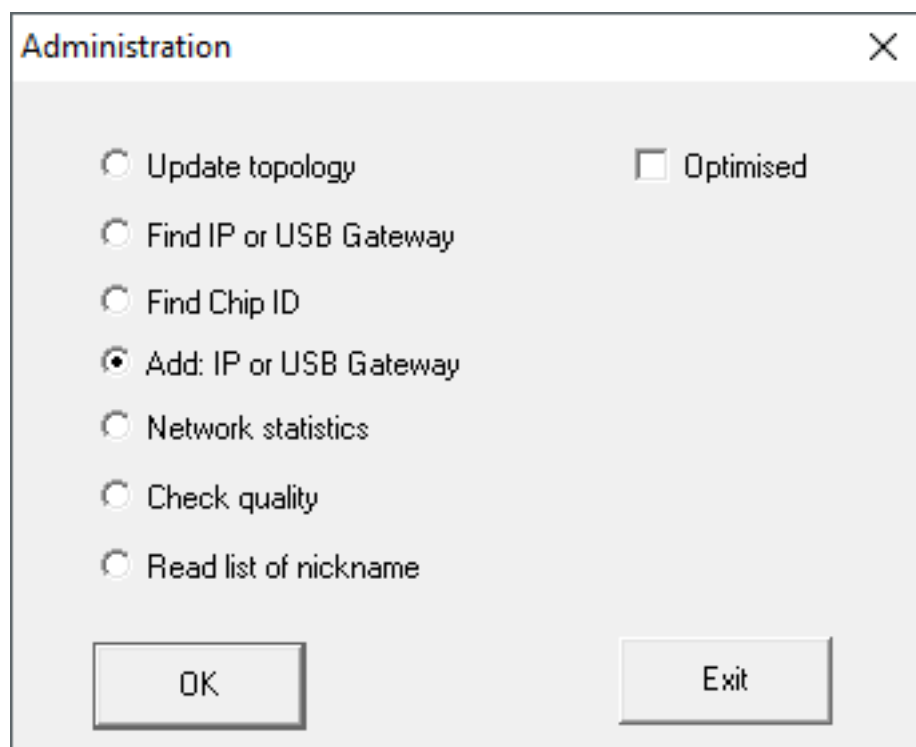 Administration
Update topology
Optimised
Find IP or USB Gateway
Find Chip ID
Add: IP or USB Gateway
Network statistics
Check quality
Read list of nickname
OK
Exit